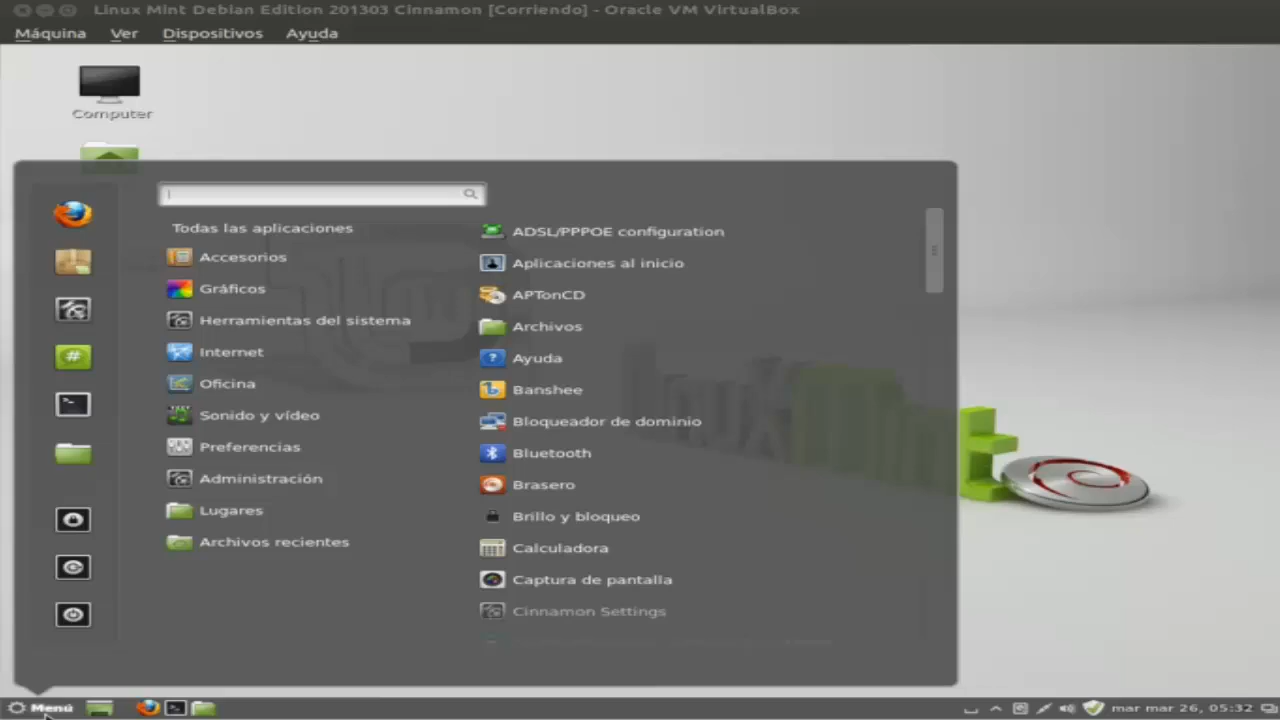 Linux Mint Debian Edition 201303 Cinnamon [Corriendo] - Oracle VM VirtualBox
Máquina Ver Dispositivos Ayuda
Computer
Todas las aplicaciones
Accesorios
Gráficos
Herramientas del sistema
Internet
Oficina
Sonido y vídeo
Preferencias
Administración
Lugares
Archivos recientes
ADSL/PPPOE configuration
Aplicaciones al inicio
APTonCD
Archivos
Ayuda
Banshee
Bloqueador de dominio
Bluetooth
Brasero
Brillo y bloqueo
Calculadora
Captura de pantalla
Cinnamon Settings
Menú
mar mar 26, 05:32